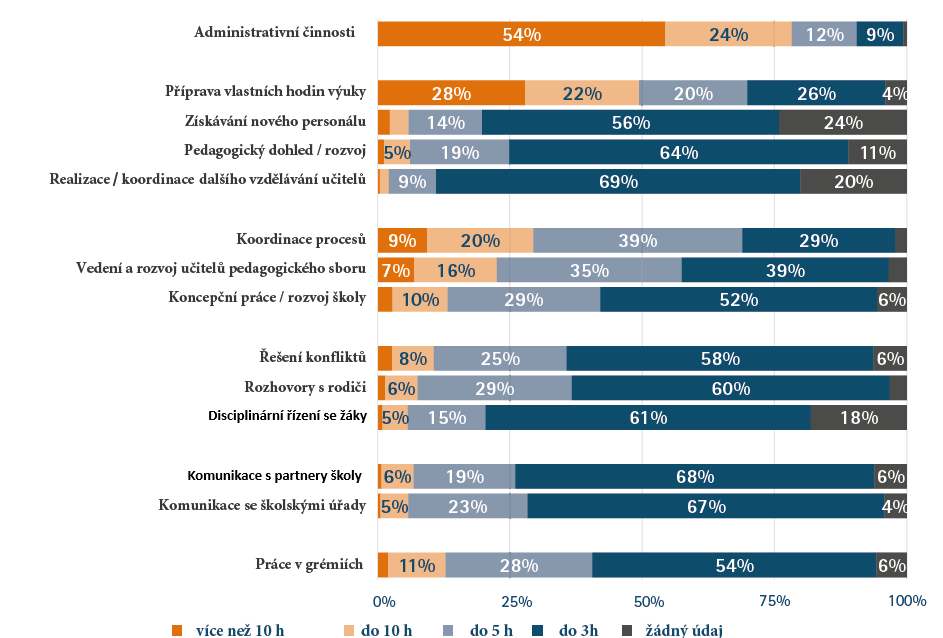 Administrativní činnosti 54% 24% 12% 9%
Příprava vlastních hodin výuky 28% 22% 20% 26% 4%
Získávání nového personálu 14% 56% 24%
Pedagogický dohled / rozvoj 5% 19% 64% 11%
Realizace / koordinace dalšího vzdělávání učitelů 9% 69% 20%
Koordinace procesů 9% 20% 39% 29%
Vedení a rozvoj učitelů pedagogického sboru 7% 16% 35% 39%
Koncepční práce / rozvoj školy 10% 29% 52% 6%
Řešení konfliktů 8% 25% 58% 6%
Rozhovory s rodiči 6% 29% 60%
Disciplinární řízení se žáky 5% 15% 61% 18%
Komunikace s partnery školy 6% 19% 68% 6%
Komunikace se školskými úřady 5% 23% 67% 4%
Práce v grémiích 11% 28% 54% 6%
0% 25% 50% 75% 100%
více než 10 h do 10 h do 5 h do 3h žádný údaj